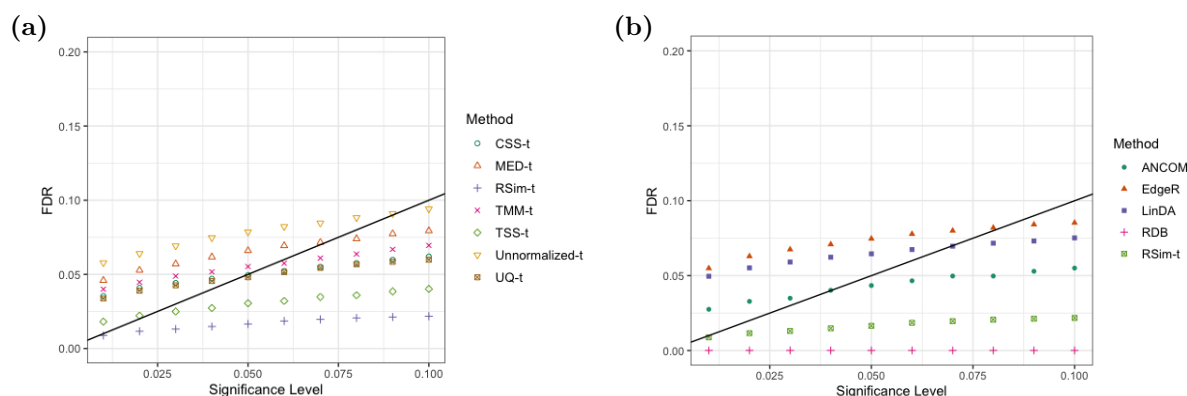 (a)
0.20
0.15
0.10
0.05
0.00
FDR
0.025
0.050
0.075
0.100
Significance Level
Method
CSS-t
MED-t
RSim-t
TMM-t
TSS-t
Unnormalized-t
UQ-t
(b)
0.20
0.15
0.10
0.05
0.00
FDR
0.025
0.050
0.075
0.100
Significance Level
Method
ANCOM
EdgeR
LinDA
RDB
RSim-t